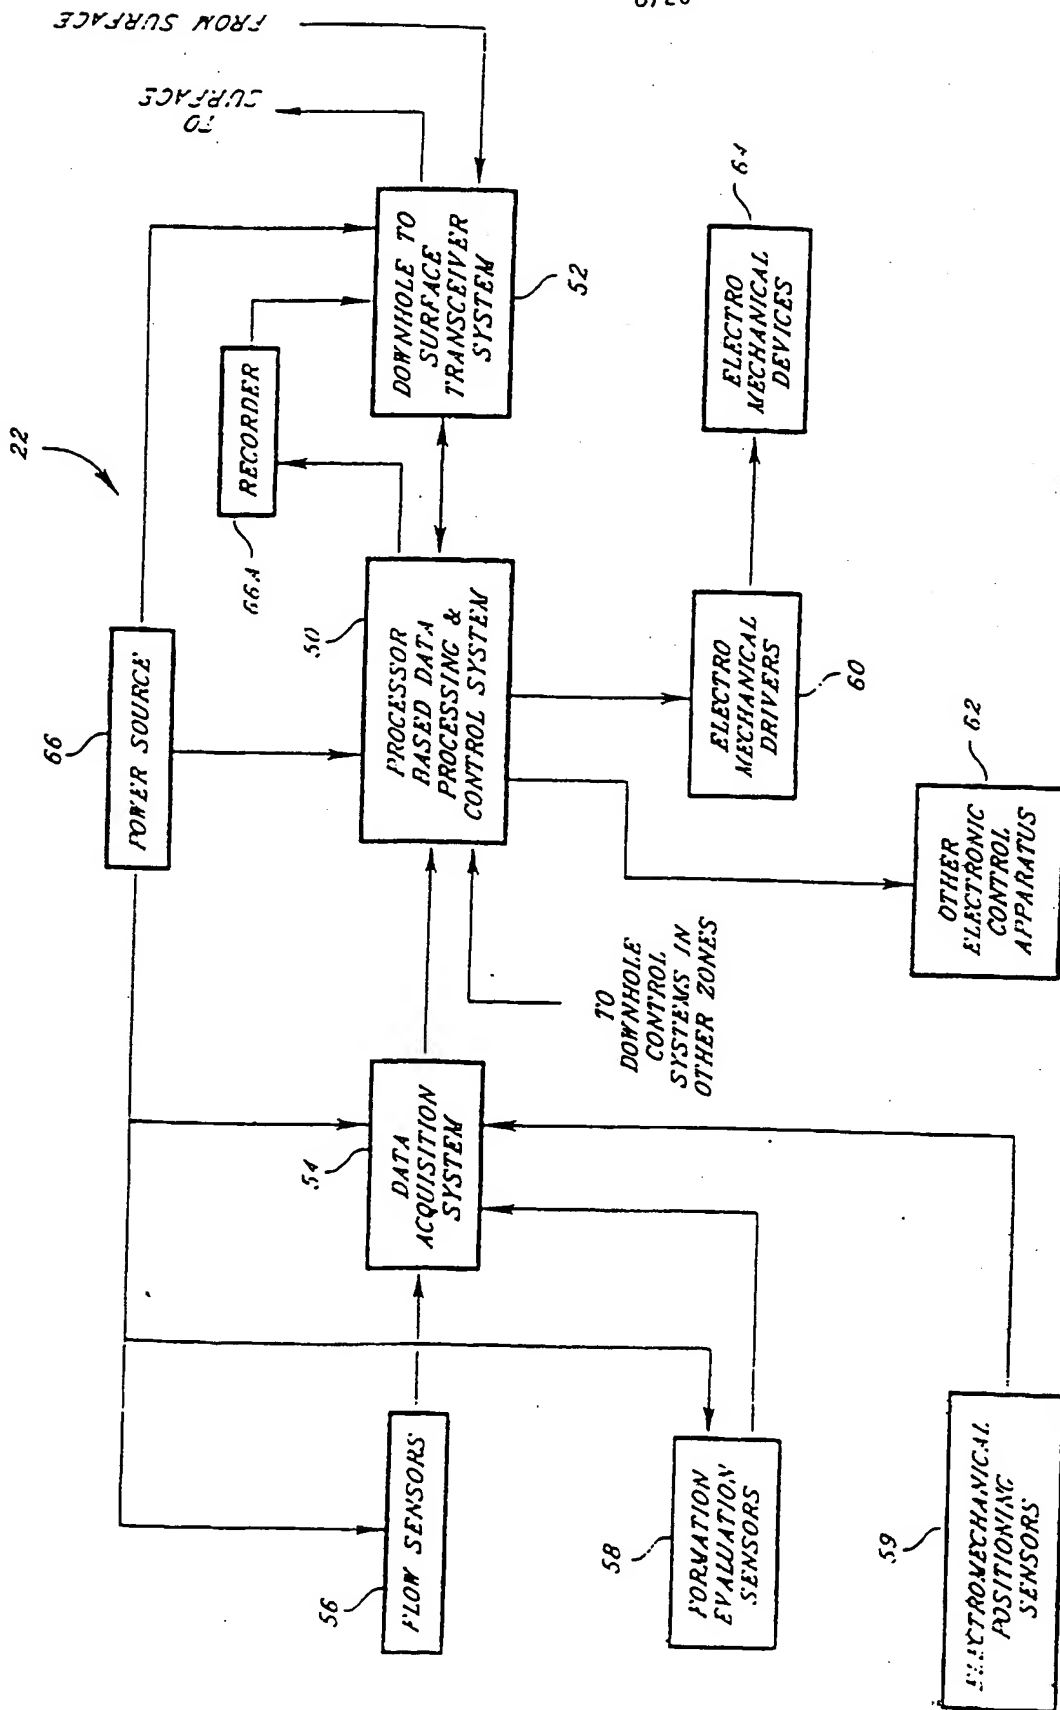 22
66
POWER SOURCE
66A
RECORDER
TO
SURFACE
FROM SURFACE
56
FLOW SENSORS
54
DATA
ACQUISITION
SYSTEM
50
PROCESSOR
BASED DATA
PROCESSING &
CONTROL SYSTEM
DOWNHOLE TO
SURFACE
TRANSCEIVER
SYSTEM
52
TO
DOWNHOLE
CONTROL
SYSTEMS IN
OTHER ZONES
58
FORMATION
EVALUATION
SENSORS
ELECTRO
MECHANICAL
DRIVERS
60
ELECTRO
MECHANICAL
DEVICES
64
59
ELECTROMECHANICAL
POSITIONING
SENSORS
62
OTHER
ELECTRONIC
CONTROL
APPARATUS